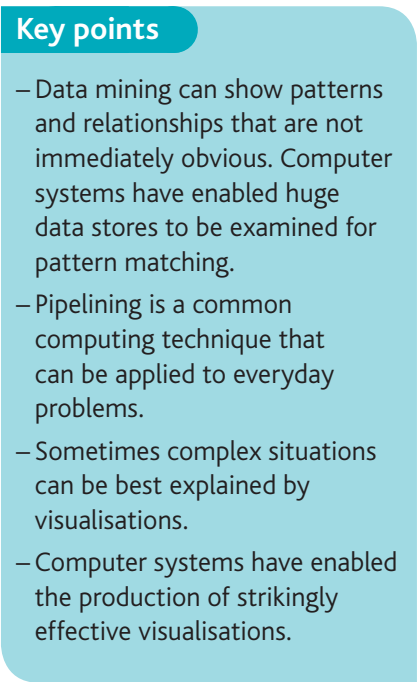 Key points
– Data mining can show patterns
and relationships that are not
immediately obvious. Computer
systems have enabled huge
data stores to be examined for
pattern matching.
– Pipelining is a common
computing technique that
can be applied to everyday
problems.
– Sometimes complex situations
can be best explained by
visualisations.
– Computer systems have enabled
the production of strikingly
effective visualisations.